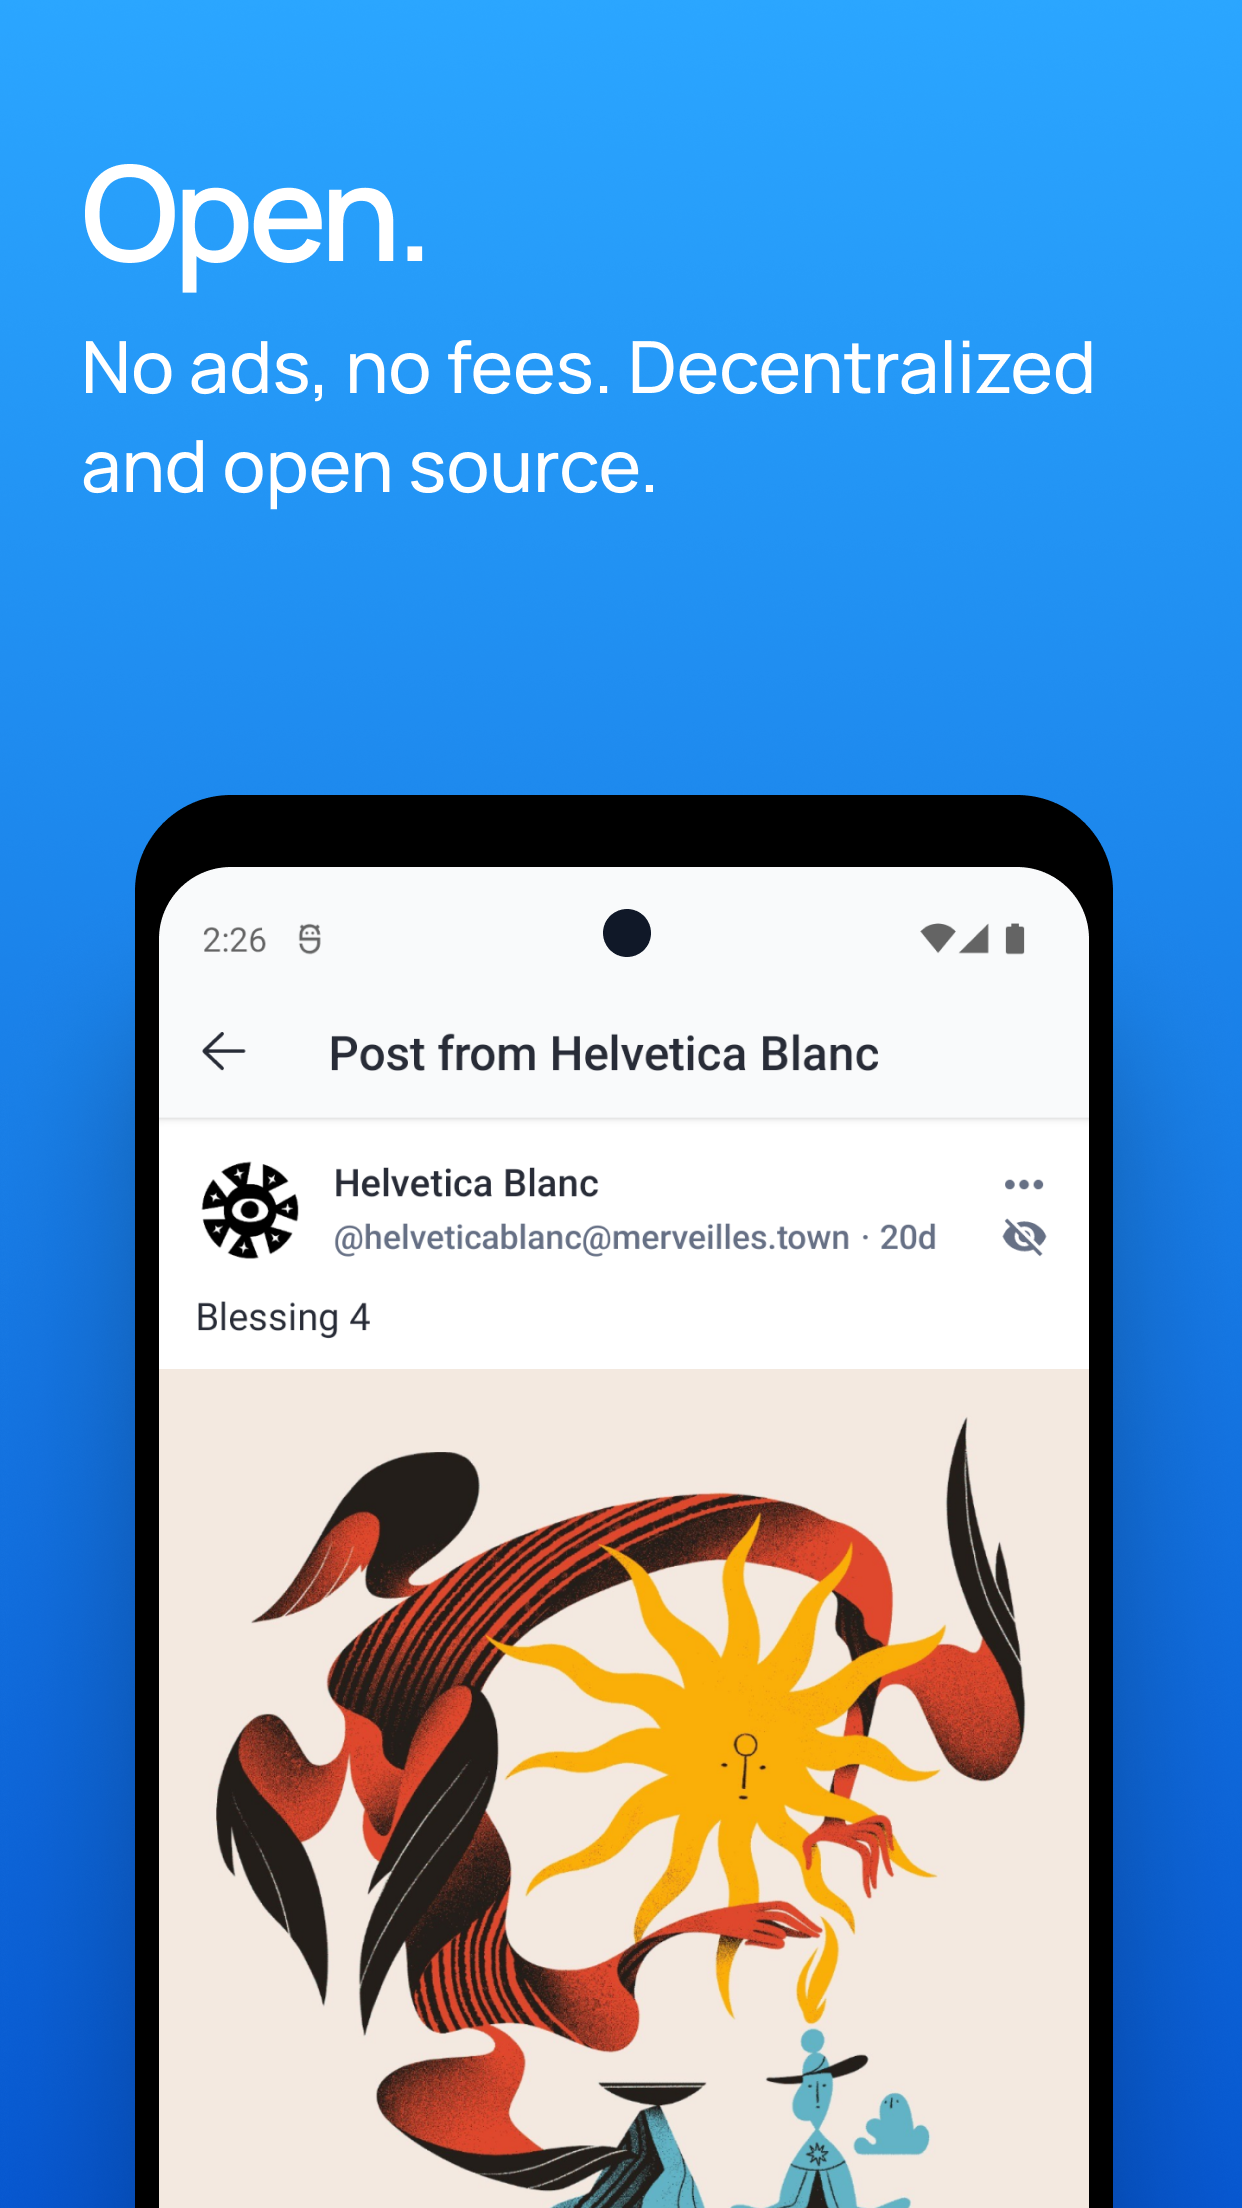 Open.
No ads, no fees. Decentralized
and open source.
2:26
Post from Helvetica Blanc
Helvetica Blanc
@helveticablanc@merveilles.town · 20d
Blessing 4